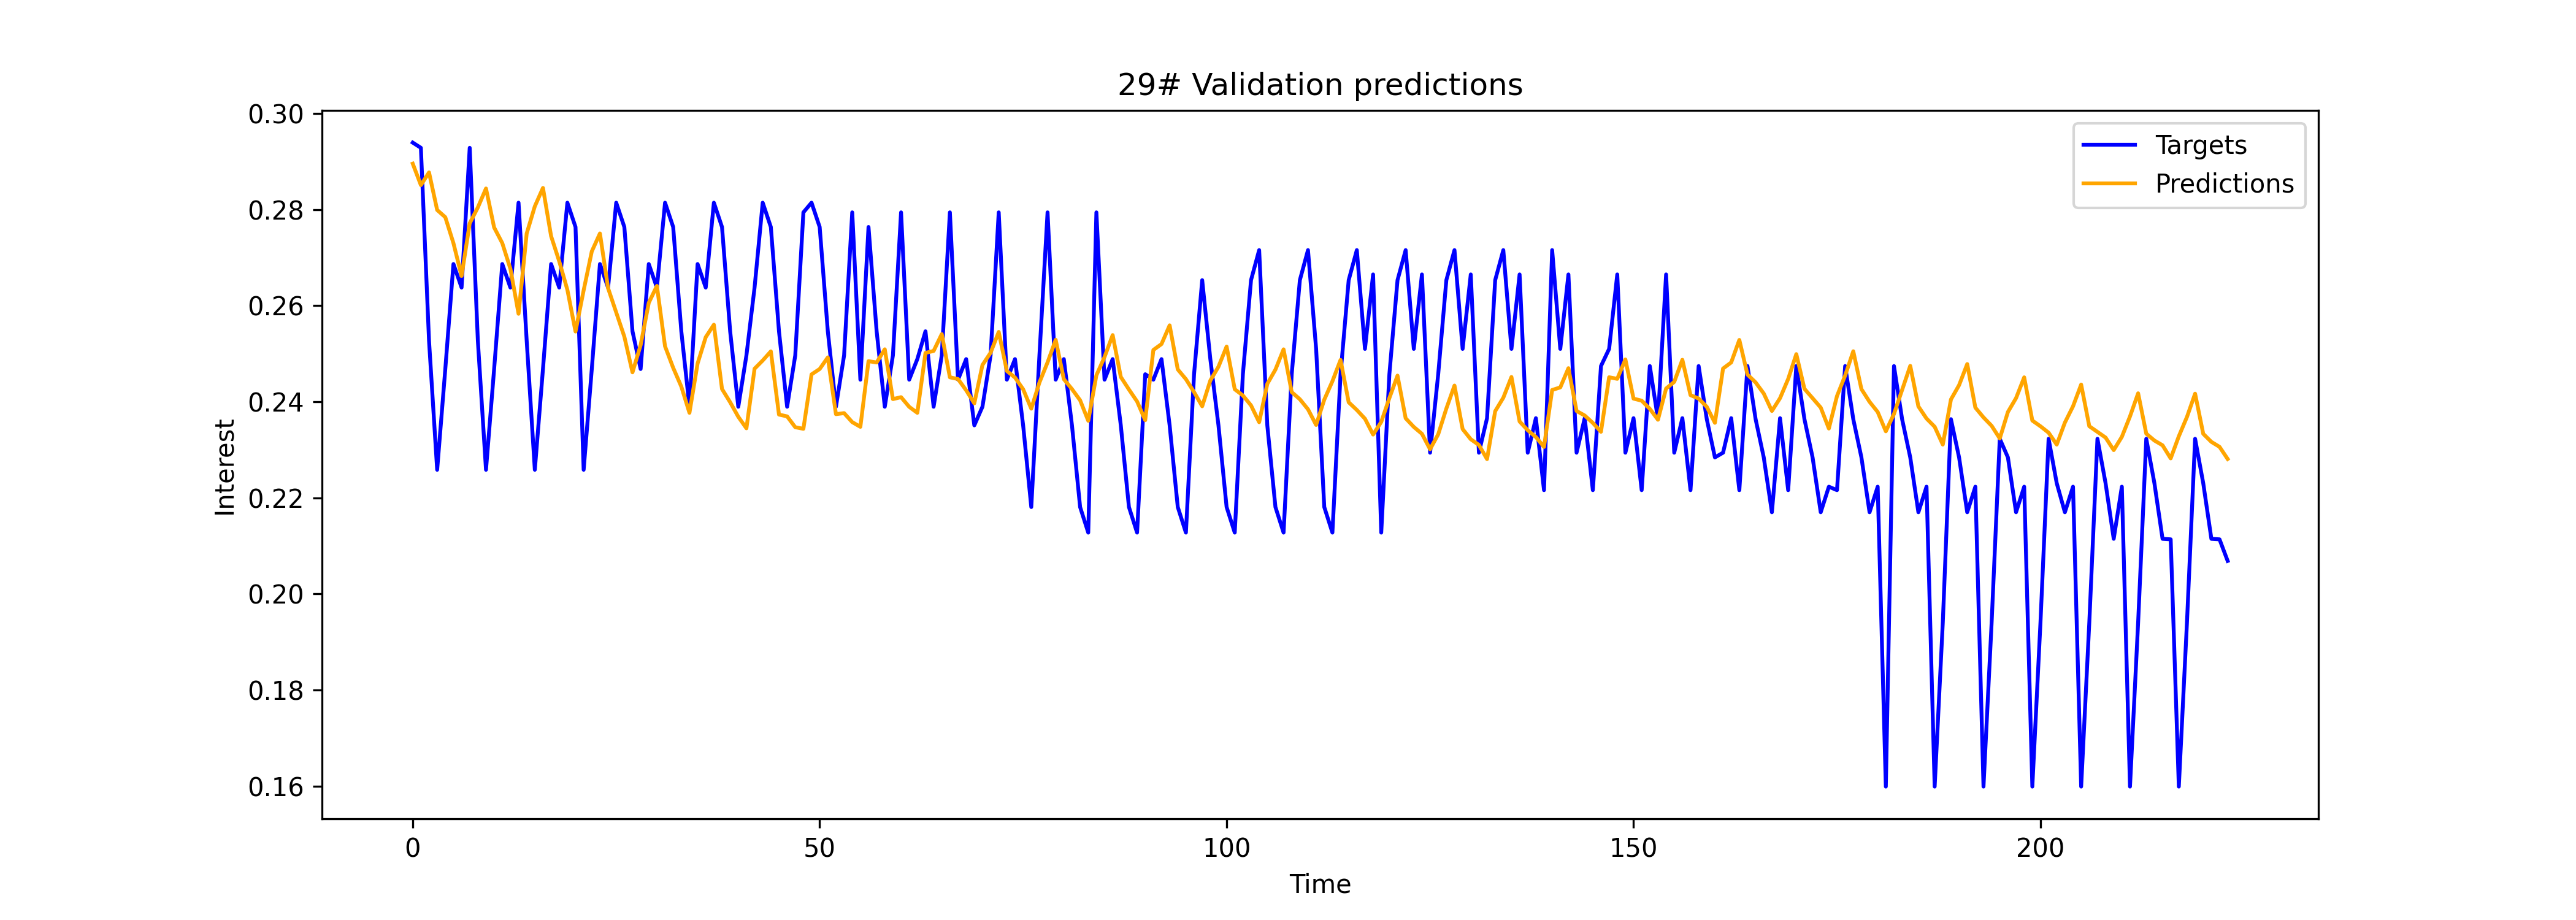 29# Validation predictions
Targets
Predictions
Interest
0.30
0.28
0.26
0.24
0.22
0.20
0.18
0.16
0 50 100 150 200
Time